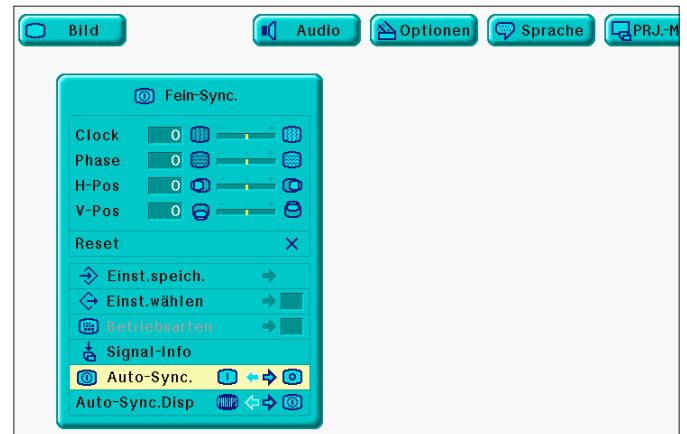 Bild
Audio
Optionen
Sprache
PRJ.-M
Fein-Sync.
Clock 0
Phase 0
H-Pos 0
V-Pos 0
Reset
Einst.speich.
Einst.wählen
Betriebsarten
Signal-Info
Auto-Sync.
Auto-Sync.Disp PHILIPS